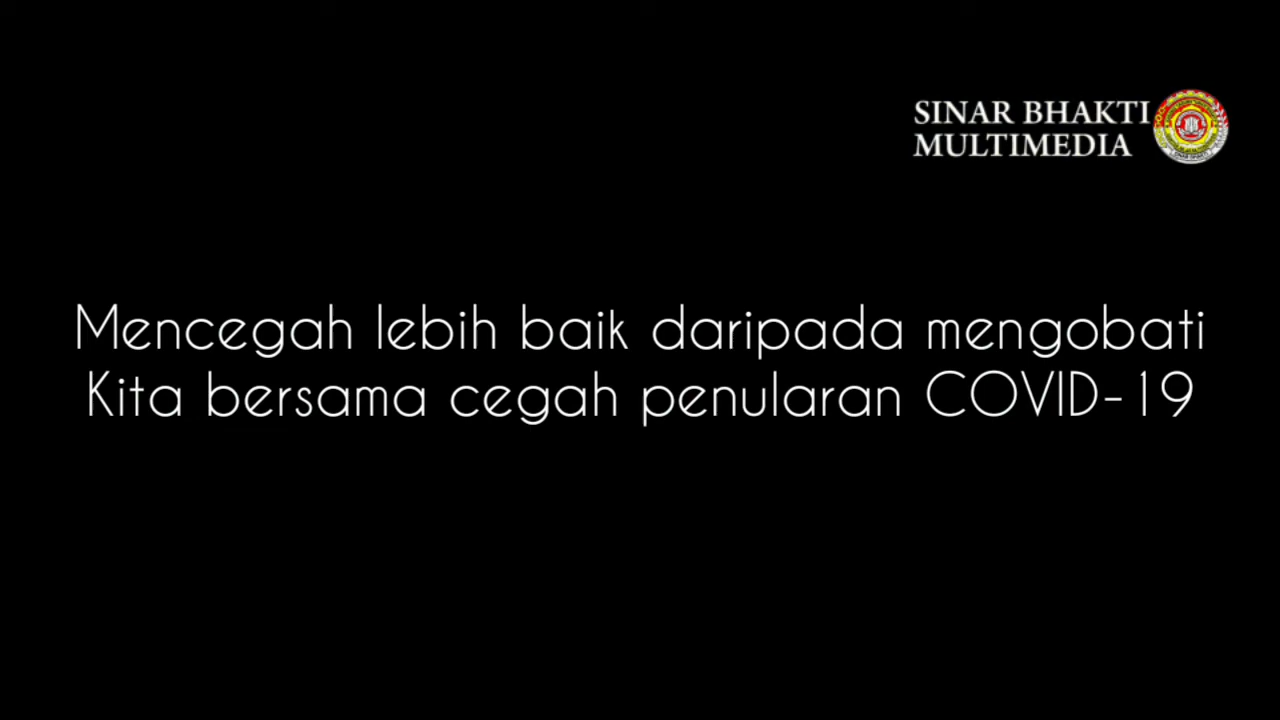 SINAR BHAKTI
MULTIMEDIA
Mencegah lebih baik daripada mengobati
Kita bersama cegah penularan COVID-19